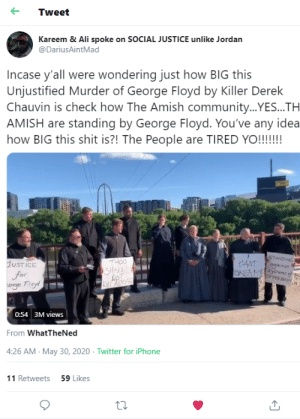 Tweet
Kareem & Ali spoke on SOCIAL JUSTICE unlike Jordan
@DariusAintMad
Incase y'all were wondering just how BIG this
Unjustified Murder of George Floyd by Killer Derek
Chauvin is check how The Amish community...YES...TH
AMISH are standing by George Floyd. You've any idea
how BIG this shit is?! The People are TIRED YO!!!!!!!
JUSTICE
for
Floyd
THOU
SHALT
NOT
0:54 3M views
From WhatTheNed
4:26 AM · May 30, 2020 · Twitter for iPhone
11 Retweets 59 Likes